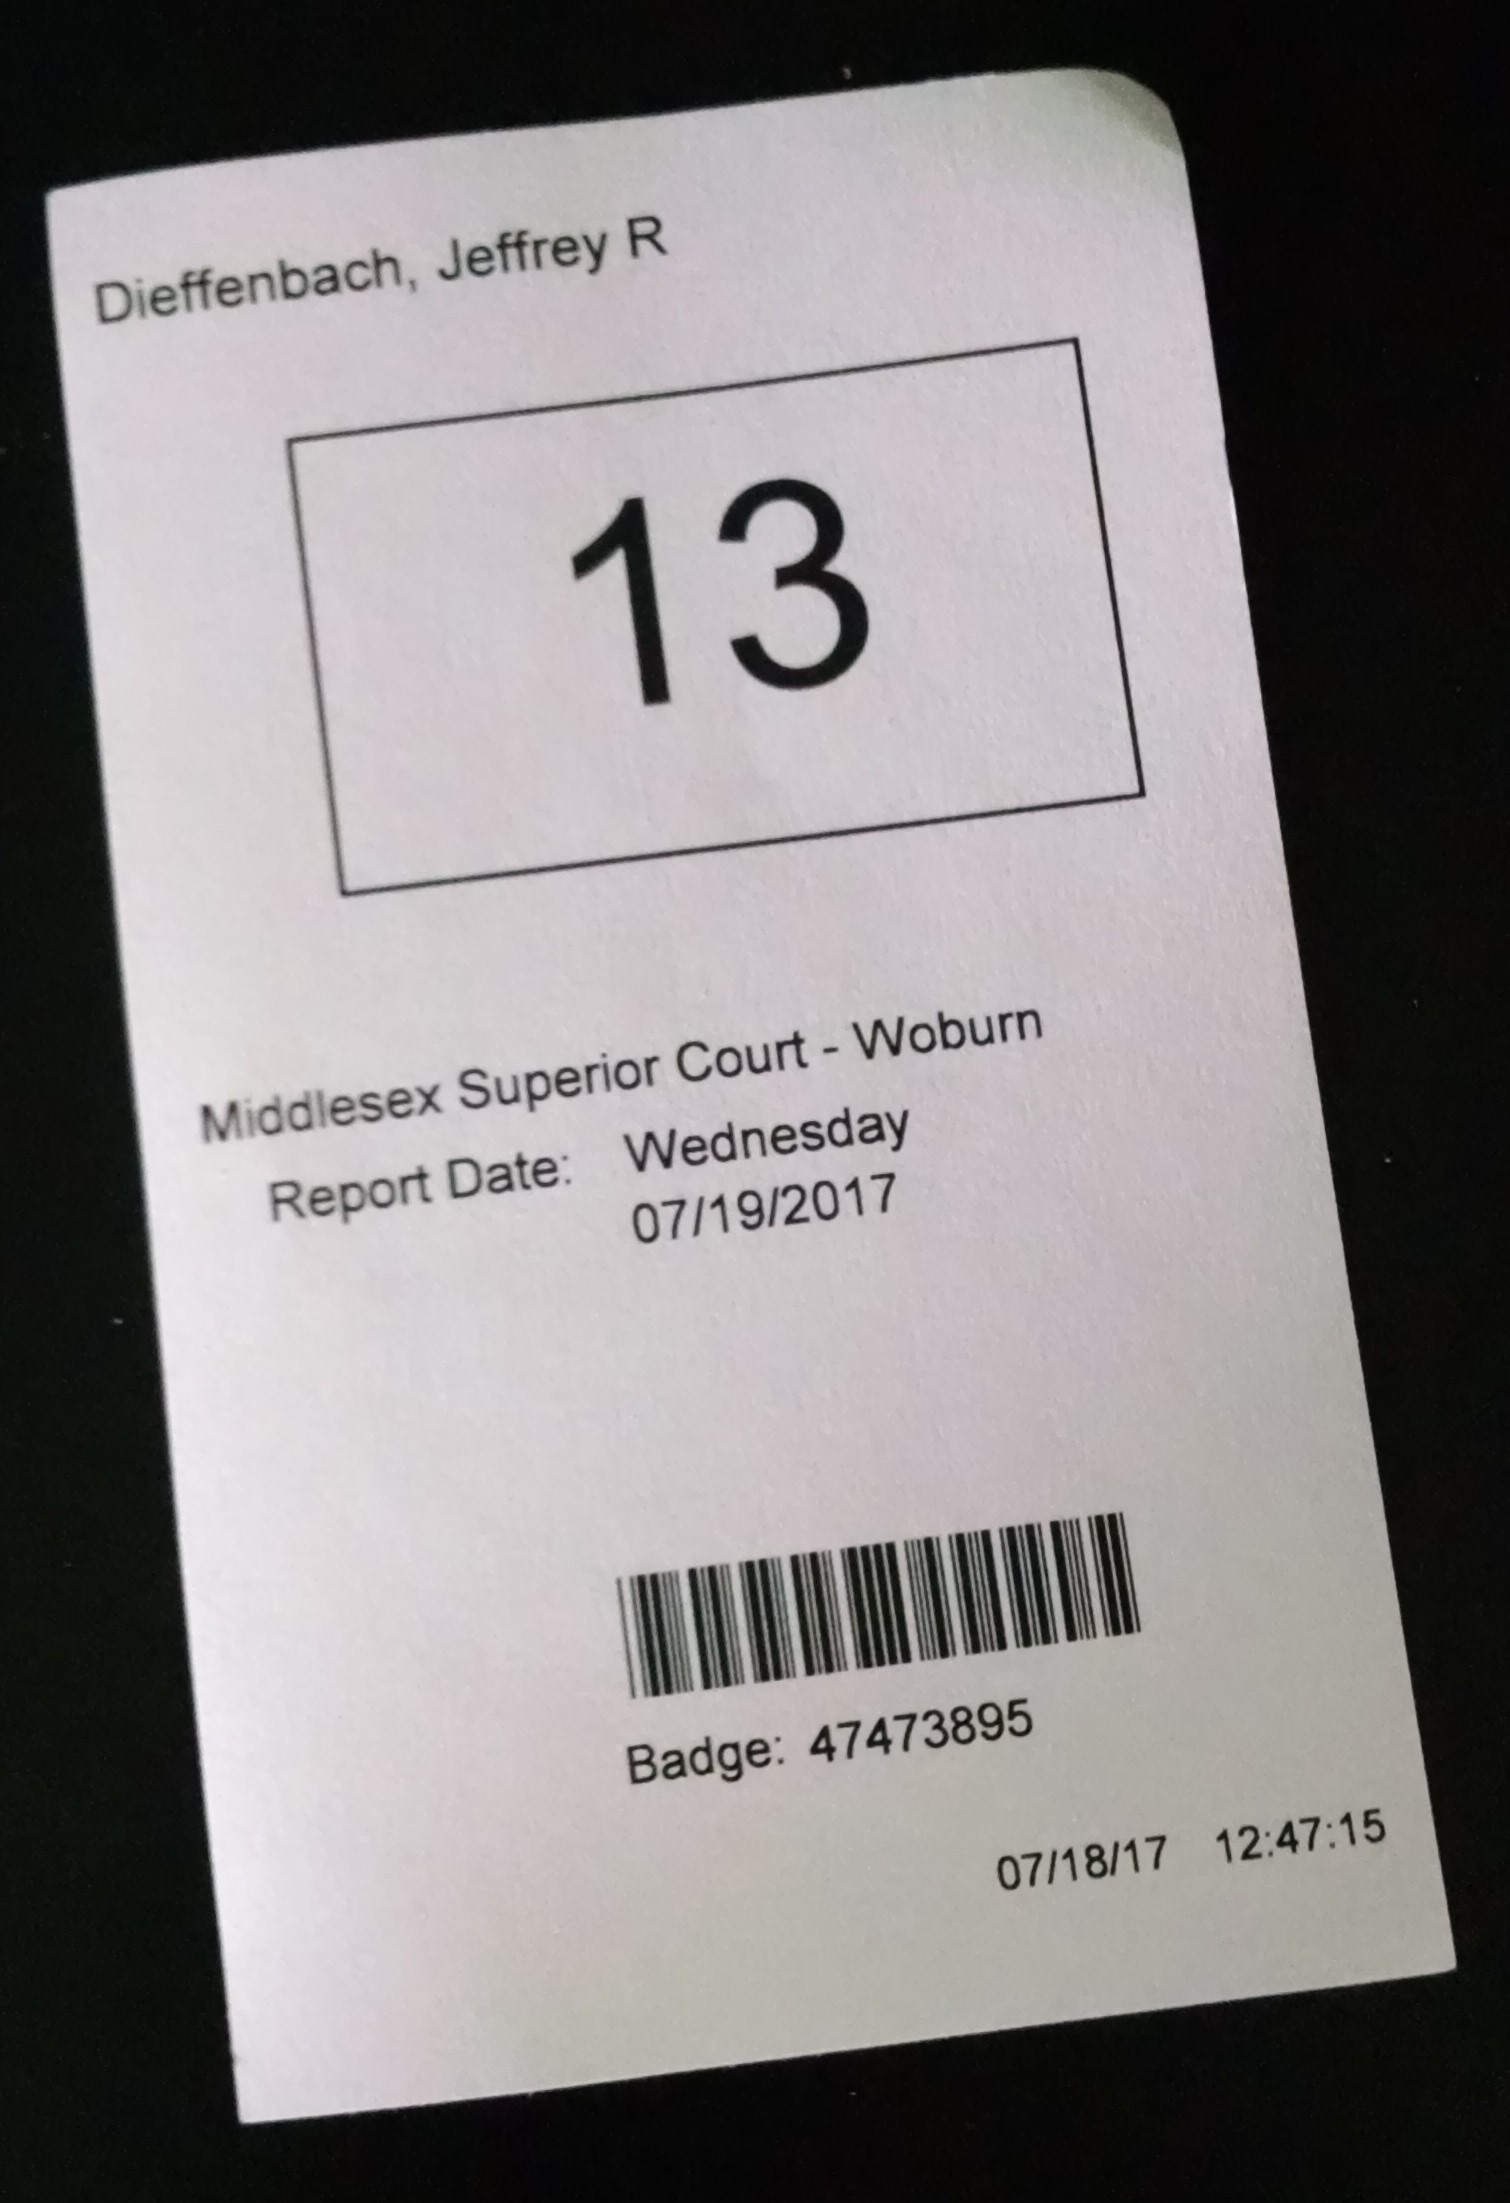 Dieffenbach, Jeffrey R
13
Middlesex Superior Court - Woburn
Report Date: Wednesday
07/19/2017
Badge: 47473895
07/18/17 12:47:15